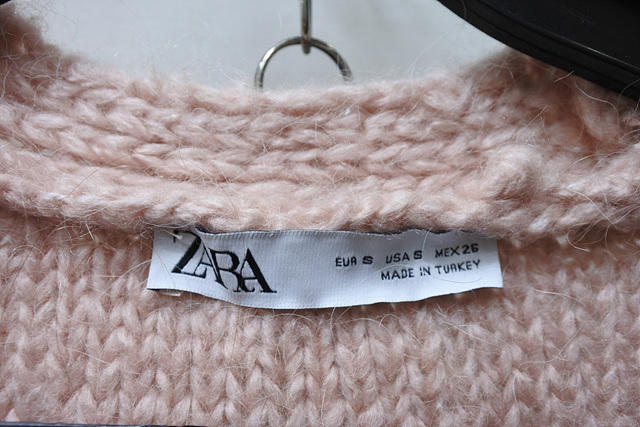 ZARA
EUR S USA S MEX 26
MADE IN TURKEY